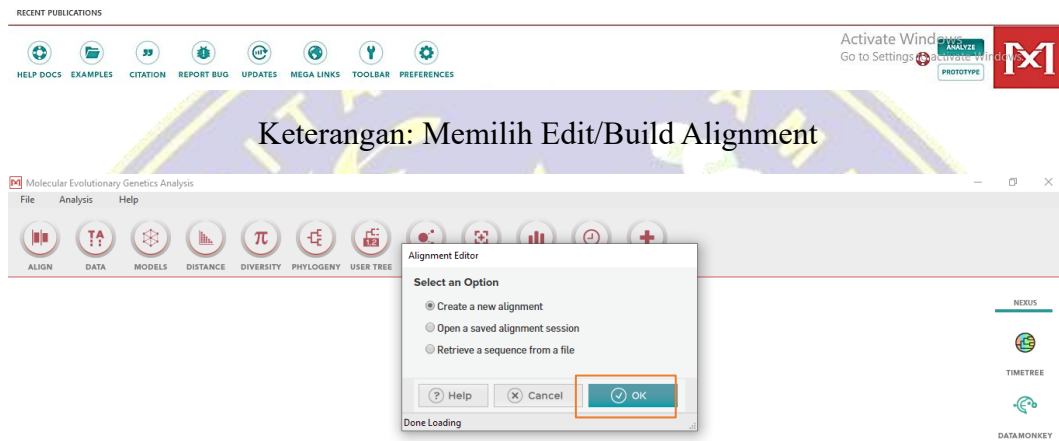 RECENT PUBLICATIONS
HELP DOCS EXAMPLES CITATION REPORT BUG UPDATES MEGA LINKS TOOLBAR PREFERENCES
Activate Windows
Go to Settings to activate Windows.
ANALYZE
PROTOTYPE
Keterangan: Memilih Edit/Build Alignment
Molecular Evolutionary Genetics Analysis
File Analysis Help
ALIGN DATA MODELS DISTANCE DIVERSITY PHYLOGENY USER TREE
Alignment Editor
Select an Option
Create a new alignment
Open a saved alignment session
Retrieve a sequence from a file
? Help Cancel OK
Done Loading
NEXUS
TIMETREE
DATAMONKEY